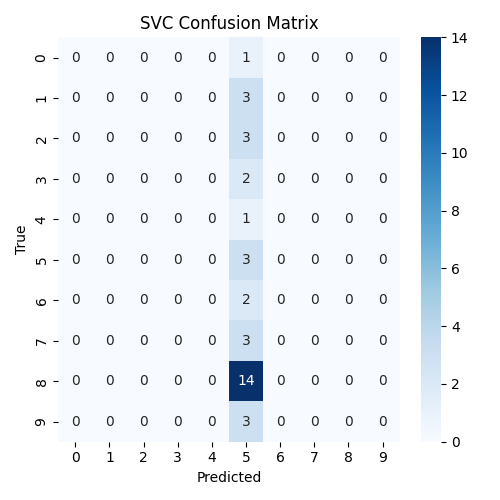 SVC Confusion Matrix
0 0 0 0 0 0 1 0 0 0 0
1 0 0 0 0 0 3 0 0 0 0
2 0 0 0 0 0 3 0 0 0 0
3 0 0 0 0 0 2 0 0 0 0
4 0 0 0 0 0 1 0 0 0 0
5 0 0 0 0 0 3 0 0 0 0
6 0 0 0 0 0 2 0 0 0 0
7 0 0 0 0 0 3 0 0 0 0
8 0 0 0 0 0 14 0 0 0 0
9 0 0 0 0 0 3 0 0 0 0
0 1 2 3 4 5 6 7 8 9
Predicted
True
14
12
10
8
6
4
2
0